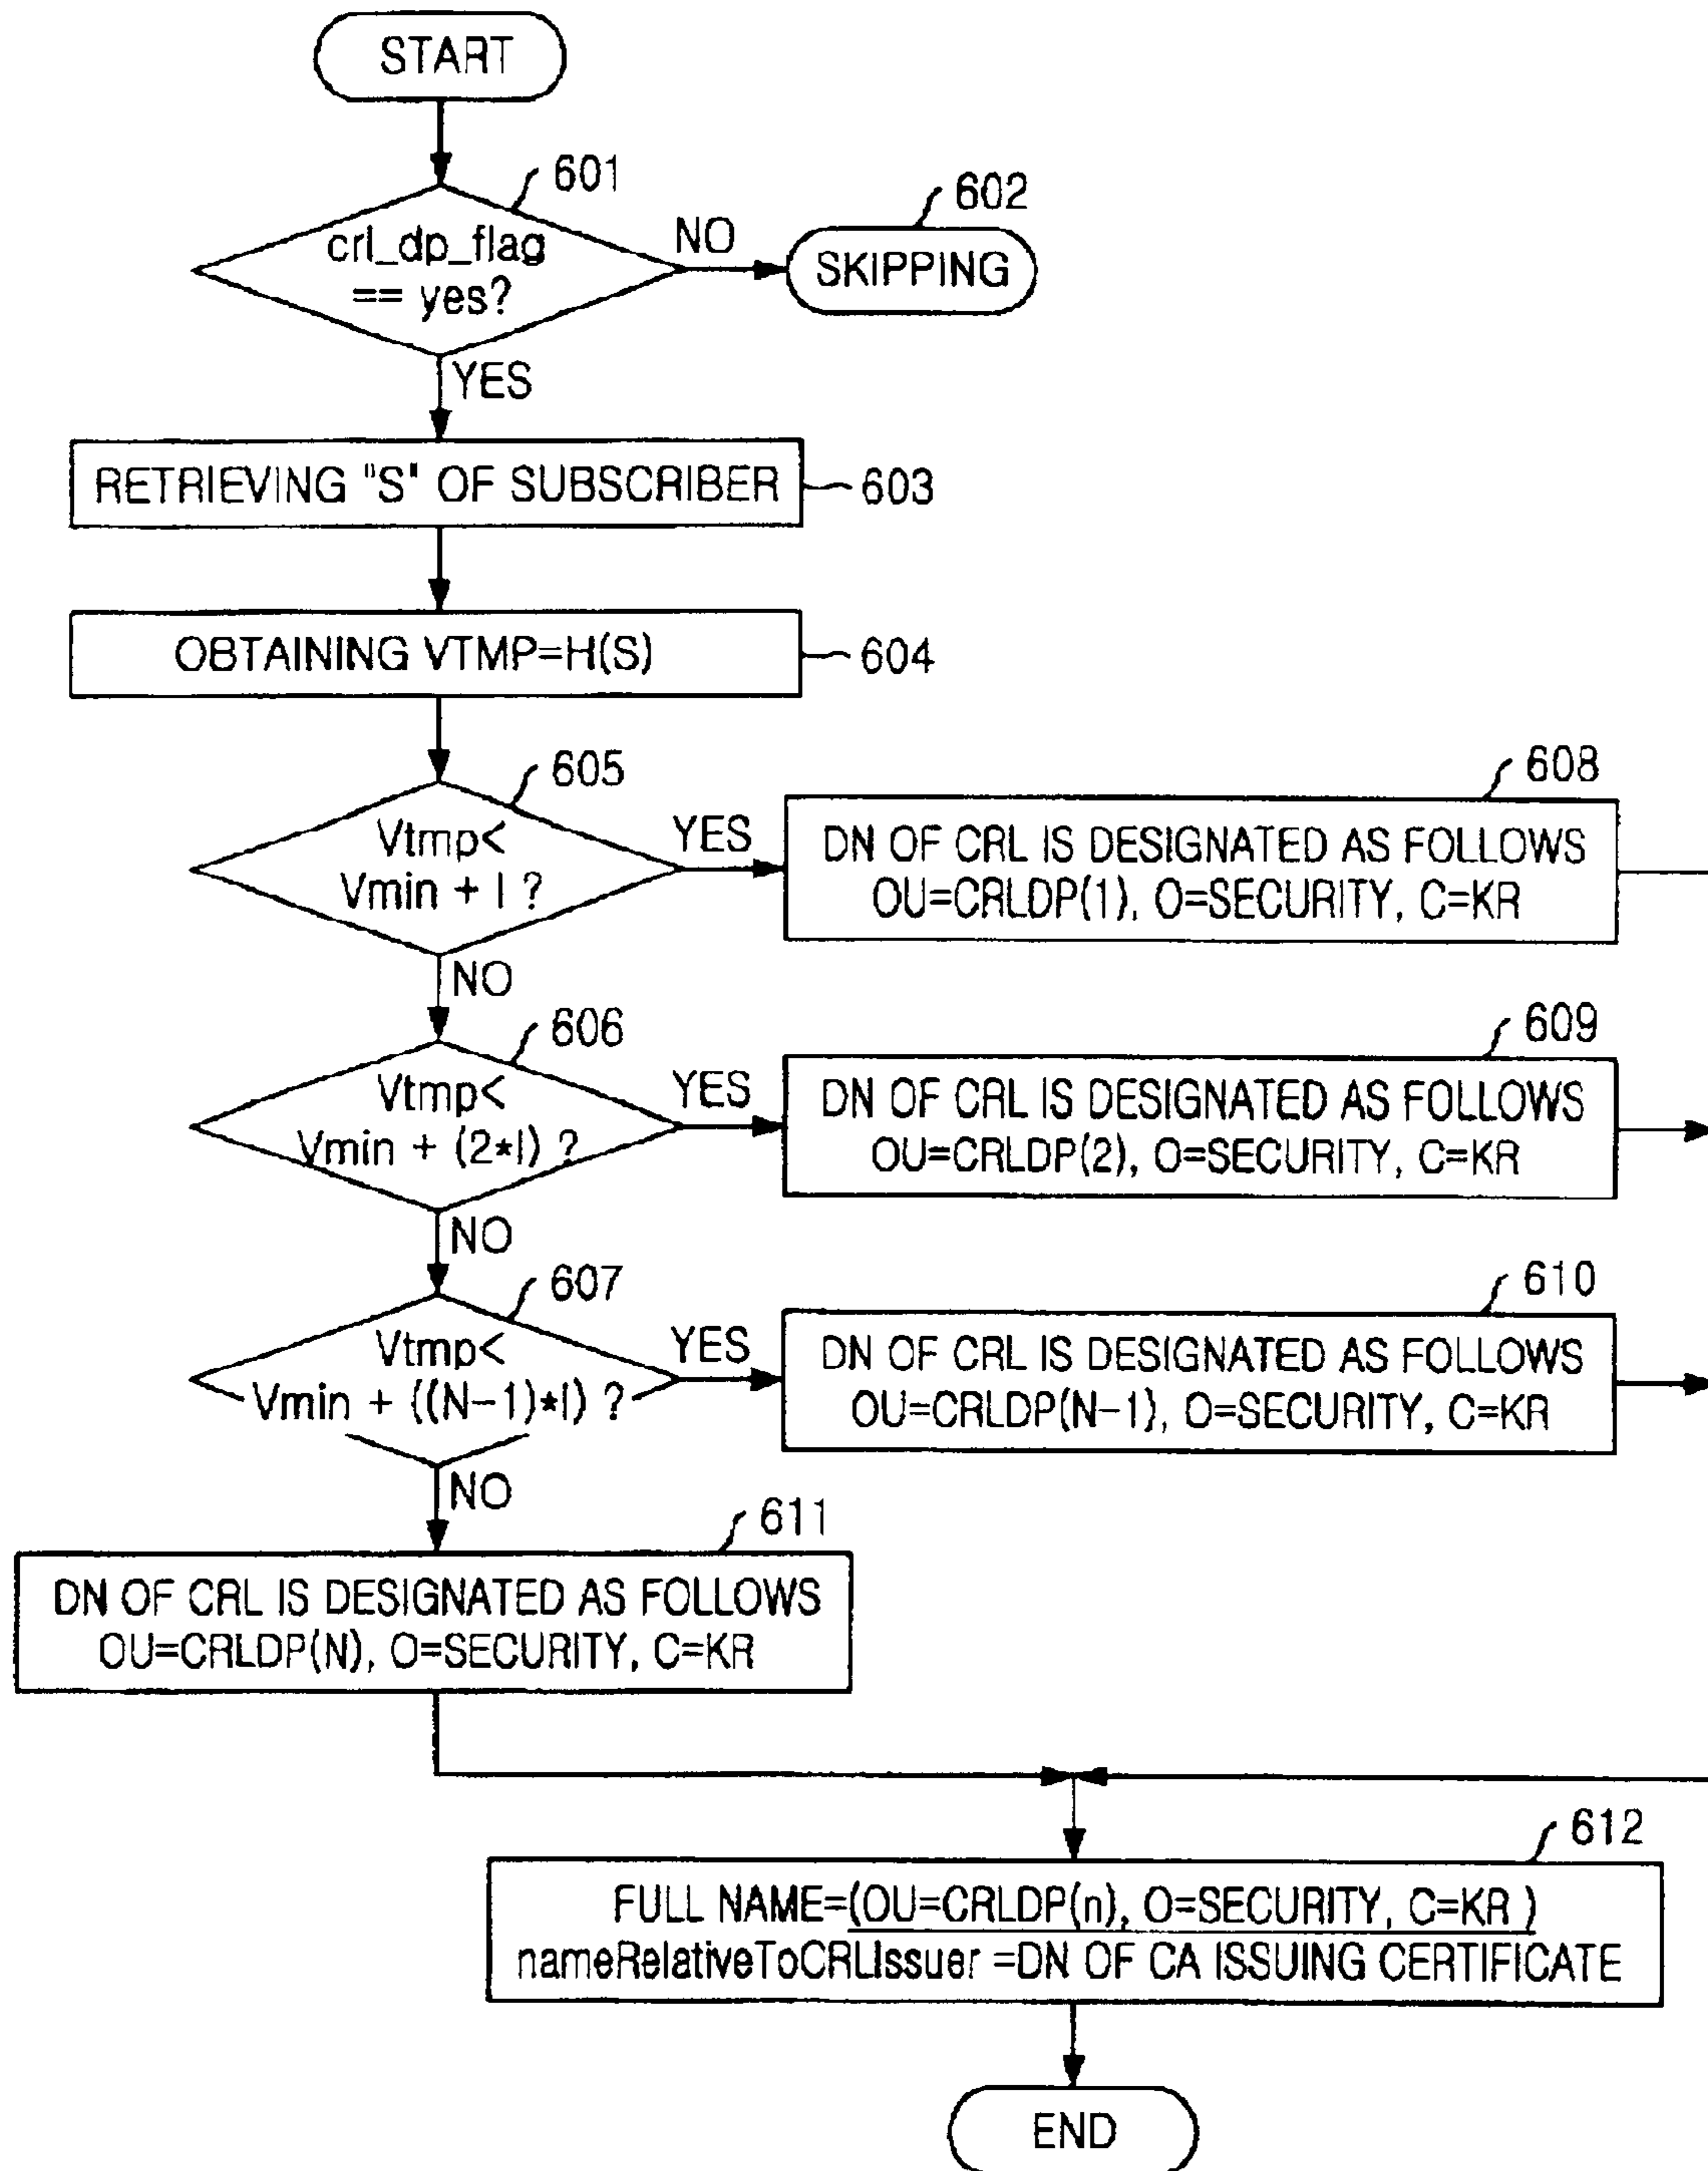 START
601
crl_dp_flag
== yes?
NO
602
SKIPPING
YES
RETRIEVING "S" OF SUBSCRIBER
603
OBTAINING VTMP=H(S)
604
605
Vtmp<
Vmin + I ?
YES
608
DN OF CRL IS DESIGNATED AS FOLLOWS
OU=CRLDP(1), O=SECURITY, C=KR
NO
606
Vtmp<
Vmin + (2*I) ?
YES
609
DN OF CRL IS DESIGNATED AS FOLLOWS
OU=CRLDP(2), O=SECURITY, C=KR
NO
607
Vtmp<
Vmin + ((N-1)*I) ?
YES
610
DN OF CRL IS DESIGNATED AS FOLLOWS
OU=CRLDP(N-1), O=SECURITY, C=KR
NO
611
DN OF CRL IS DESIGNATED AS FOLLOWS
OU=CRLDP(N), O=SECURITY, C=KR
612
FULL NAME=(OU=CRLDP(n), O=SECURITY, C=KR )
nameRelativeToCRLIssuer =DN OF CA ISSUING CERTIFICATE
END